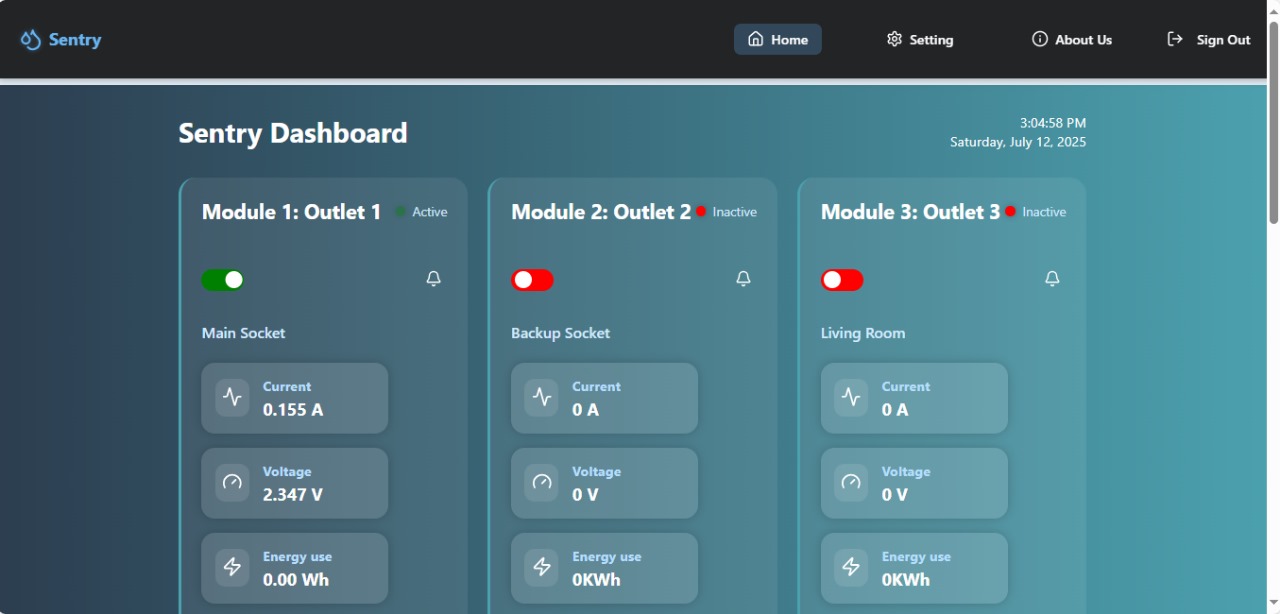 Sentry
Home
Setting
About Us
Sign Out
Sentry Dashboard
3:04:58 PM
Saturday, July 12, 2025
Module 1: Outlet 1
Active
Main Socket
Current
0.155 A
Voltage
2.347 V
Energy use
0.00 Wh
Module 2: Outlet 2
Inactive
Backup Socket
Current
0 A
Voltage
0 V
Energy use
0KWh
Module 3: Outlet 3
Inactive
Living Room
Current
0 A
Voltage
0 V
Energy use
0KWh